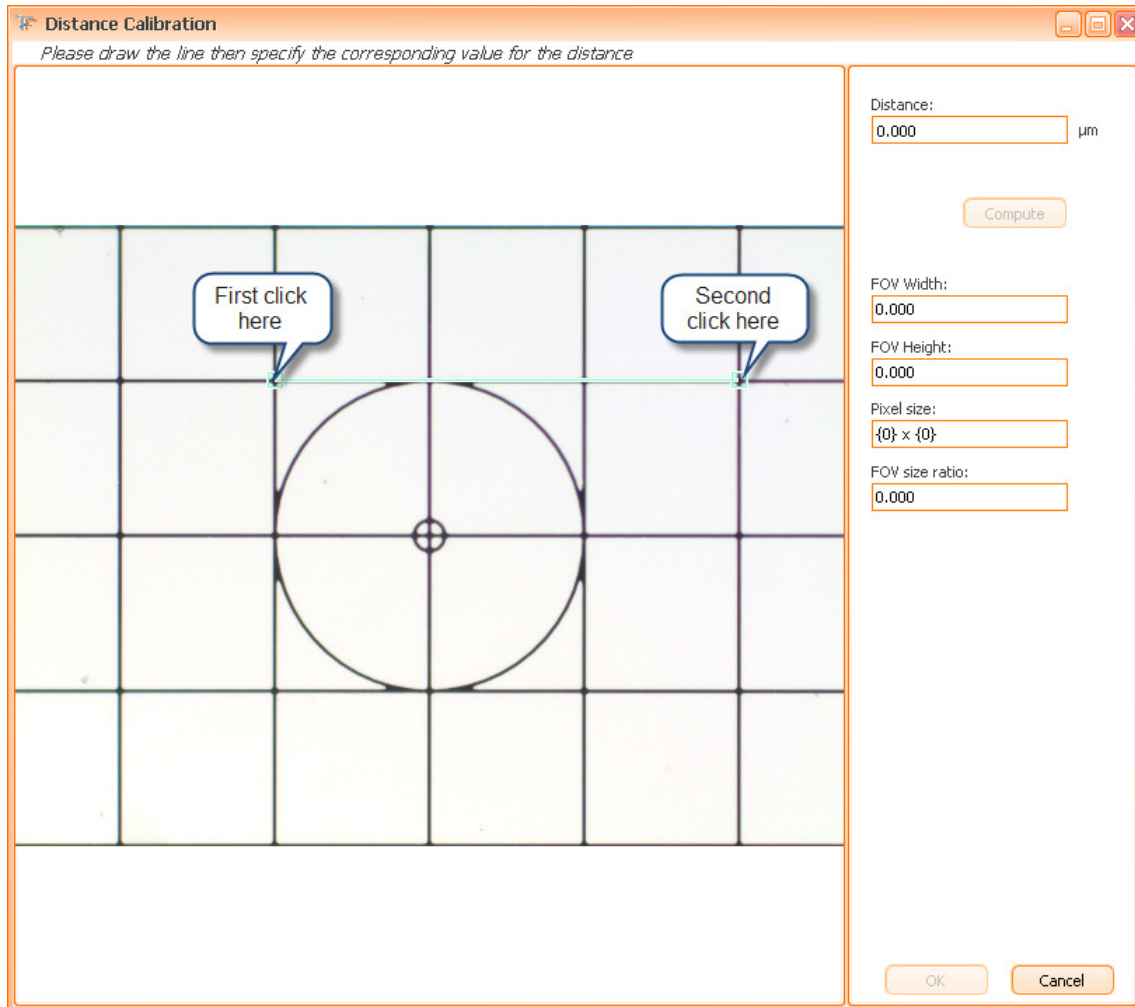 Distance Calibration
Please draw the line then specify the corresponding value for the distance
First click
here
Second
click here
Distance:
0.000 µm
Compute
FOV Width:
0.000
FOV Height:
0.000
Pixel size:
{0} x {0}
FOV size ratio:
0.000
OK Cancel